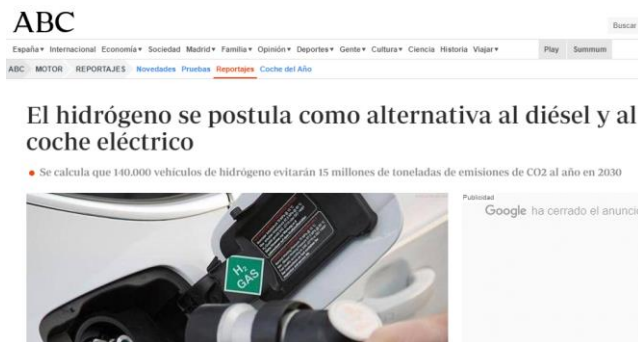 ABC
Buscar
España Internacional Economía Sociedad Madrid Familia Opinión Deportes Gente Cultura Ciencia Historia Viajar Play Summum
ABC MOTOR REPORTAJES Novedades Pruebas Reportajes Coche del Año
El hidrógeno se postula como alternativa al diésel y al
coche eléctrico
Se calcula que 140.000 vehículos de hidrógeno evitarán 15 millones de toneladas de emisiones de CO2 al año en 2030
Publicidad
Google ha cerrado el anuncio
H₂
GAS